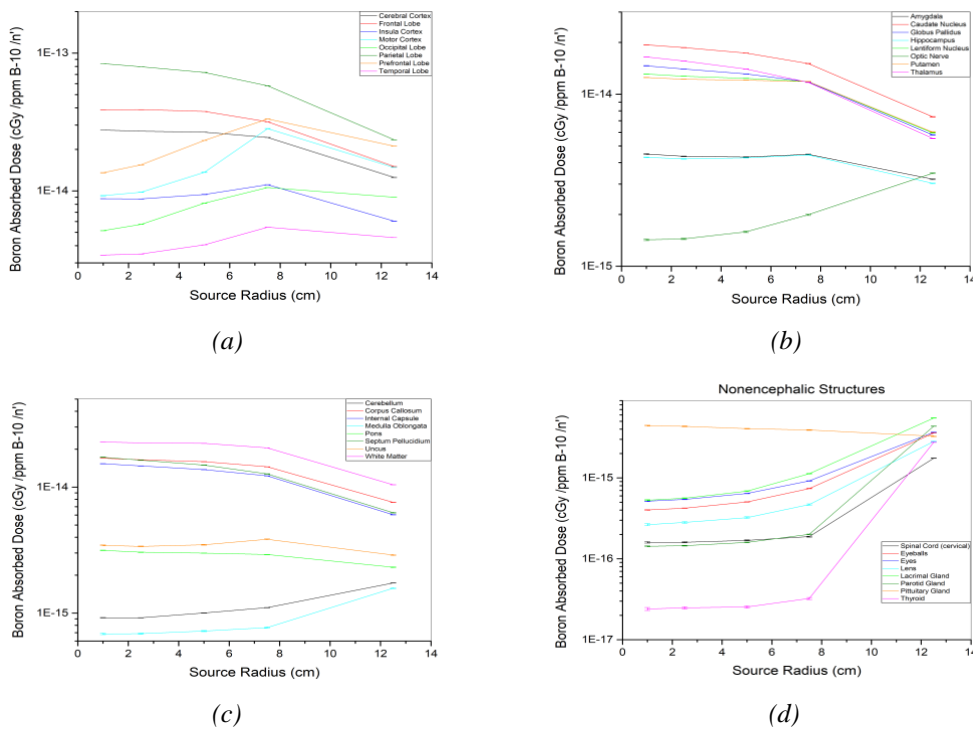 Cerebral Cortex
Frontal Lobe
Insula Cortex
Motor Cortex
Occipital Lobe
Parietal Lobe
Prefrontal Lobe
Temporal Lobe
1E-13
1E-14
Boron Absorbed Dose (cGy /ppm B-10 /n')
0 2 4 6 8 10 12 14
Source Radius (cm)
(a)
Amygdala
Caudate Nucleus
Globus Pallidus
Hippocampus
Lentiform Nucleus
Optic Nerve
Putamen
Thalamus
1E-14
1E-15
Boron Absorbed Dose (cGy /ppm B-10 /n')
0 2 4 6 8 10 12 14
Source Radius (cm)
(b)
Cerebellum
Corpus Callosum
Internal Capsule
Medulla Oblongata
Pons
Septum Pellucidium
Uncus
White Matter
1E-14
1E-15
Boron Absorbed Dose (cGy /ppm B-10 /n')
0 2 4 6 8 10 12 14
Source Radius (cm)
(c)
Nonencephalic Structures
1E-15
1E-16
1E-17
Boron Absorbed Dose (cGy /ppm B-10 /n')
Spinal Cord (cervical)
Eyeballs
Eyes
Lens
Lacrimal Gland
Parotid Gland
Pittuitary Gland
Thyroid
0 2 4 6 8 10 12 14
Source Radius (cm)
(d)